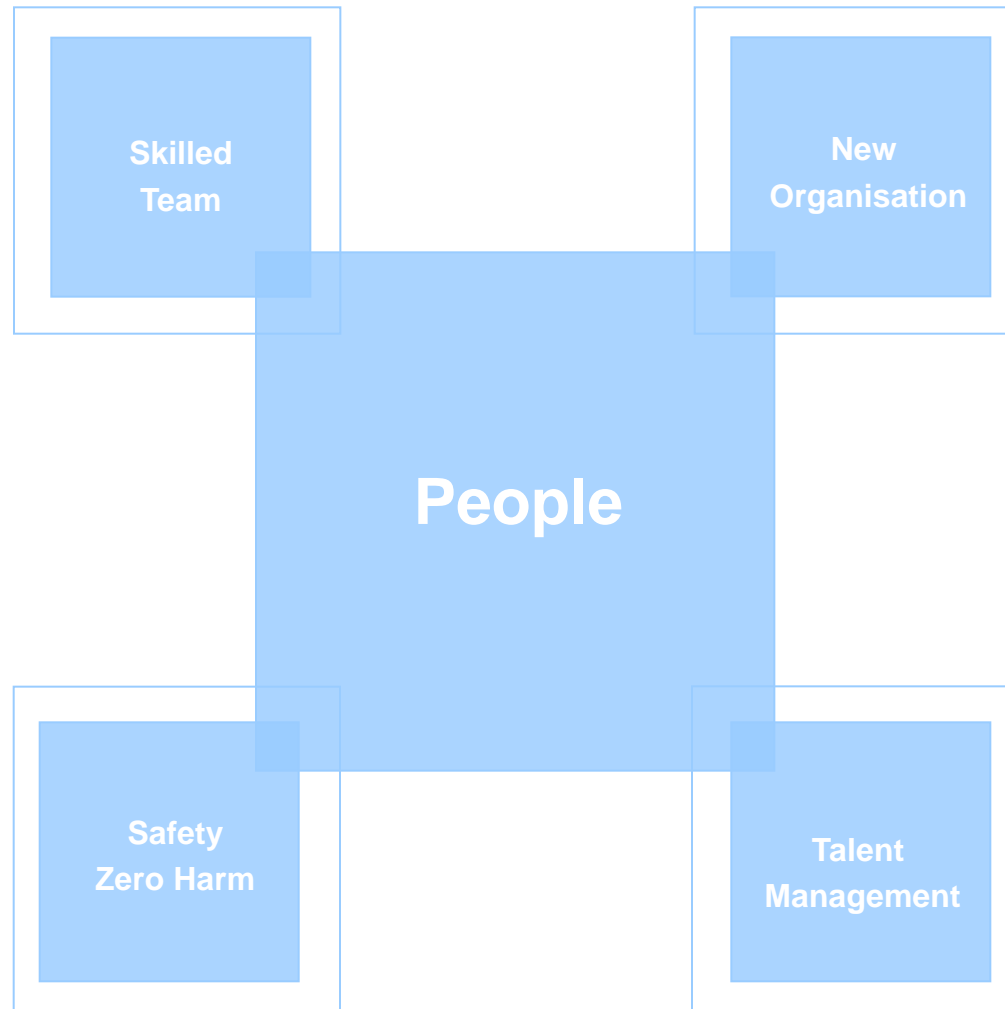 Skilled
Team
New
Organisation
People
Safety
Zero Harm
Talent
Management